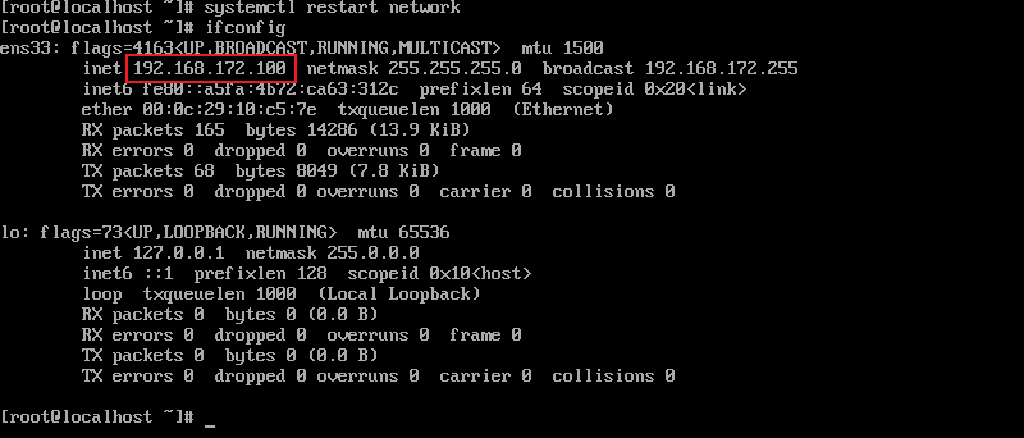 [root@localhost ~]# systemctl restart network
[root@localhost ~]# ifconfig
ens33: flags=4163<UP,BROADCAST,RUNNING,MULTICAST>  mtu 1500
        inet 192.168.172.100  netmask 255.255.255.0  broadcast 192.168.172.255
        inet6 fe80::a5fa:4b72:ca63:312c  prefixlen 64  scopeid 0x20<link>
        ether 00:0c:29:10:c5:7e  txqueuelen 1000  (Ethernet)
        RX packets 165  bytes 14286 (13.9 KiB)
        RX errors 0  dropped 0  overruns 0  frame 0
        TX packets 68  bytes 8049 (7.8 KiB)
        TX errors 0  dropped 0 overruns 0  carrier 0  collisions 0

lo: flags=73<UP,LOOPBACK,RUNNING>  mtu 65536
        inet 127.0.0.1  netmask 255.0.0.0
        inet6 ::1  prefixlen 128  scopeid 0x10<host>
        loop  txqueuelen 1000  (Local Loopback)
        RX packets 0  bytes 0 (0.0 B)
        RX errors 0  dropped 0  overruns 0  frame 0
        TX packets 0  bytes 0 (0.0 B)
        TX errors 0  dropped 0 overruns 0  carrier 0  collisions 0

[root@localhost ~]# _